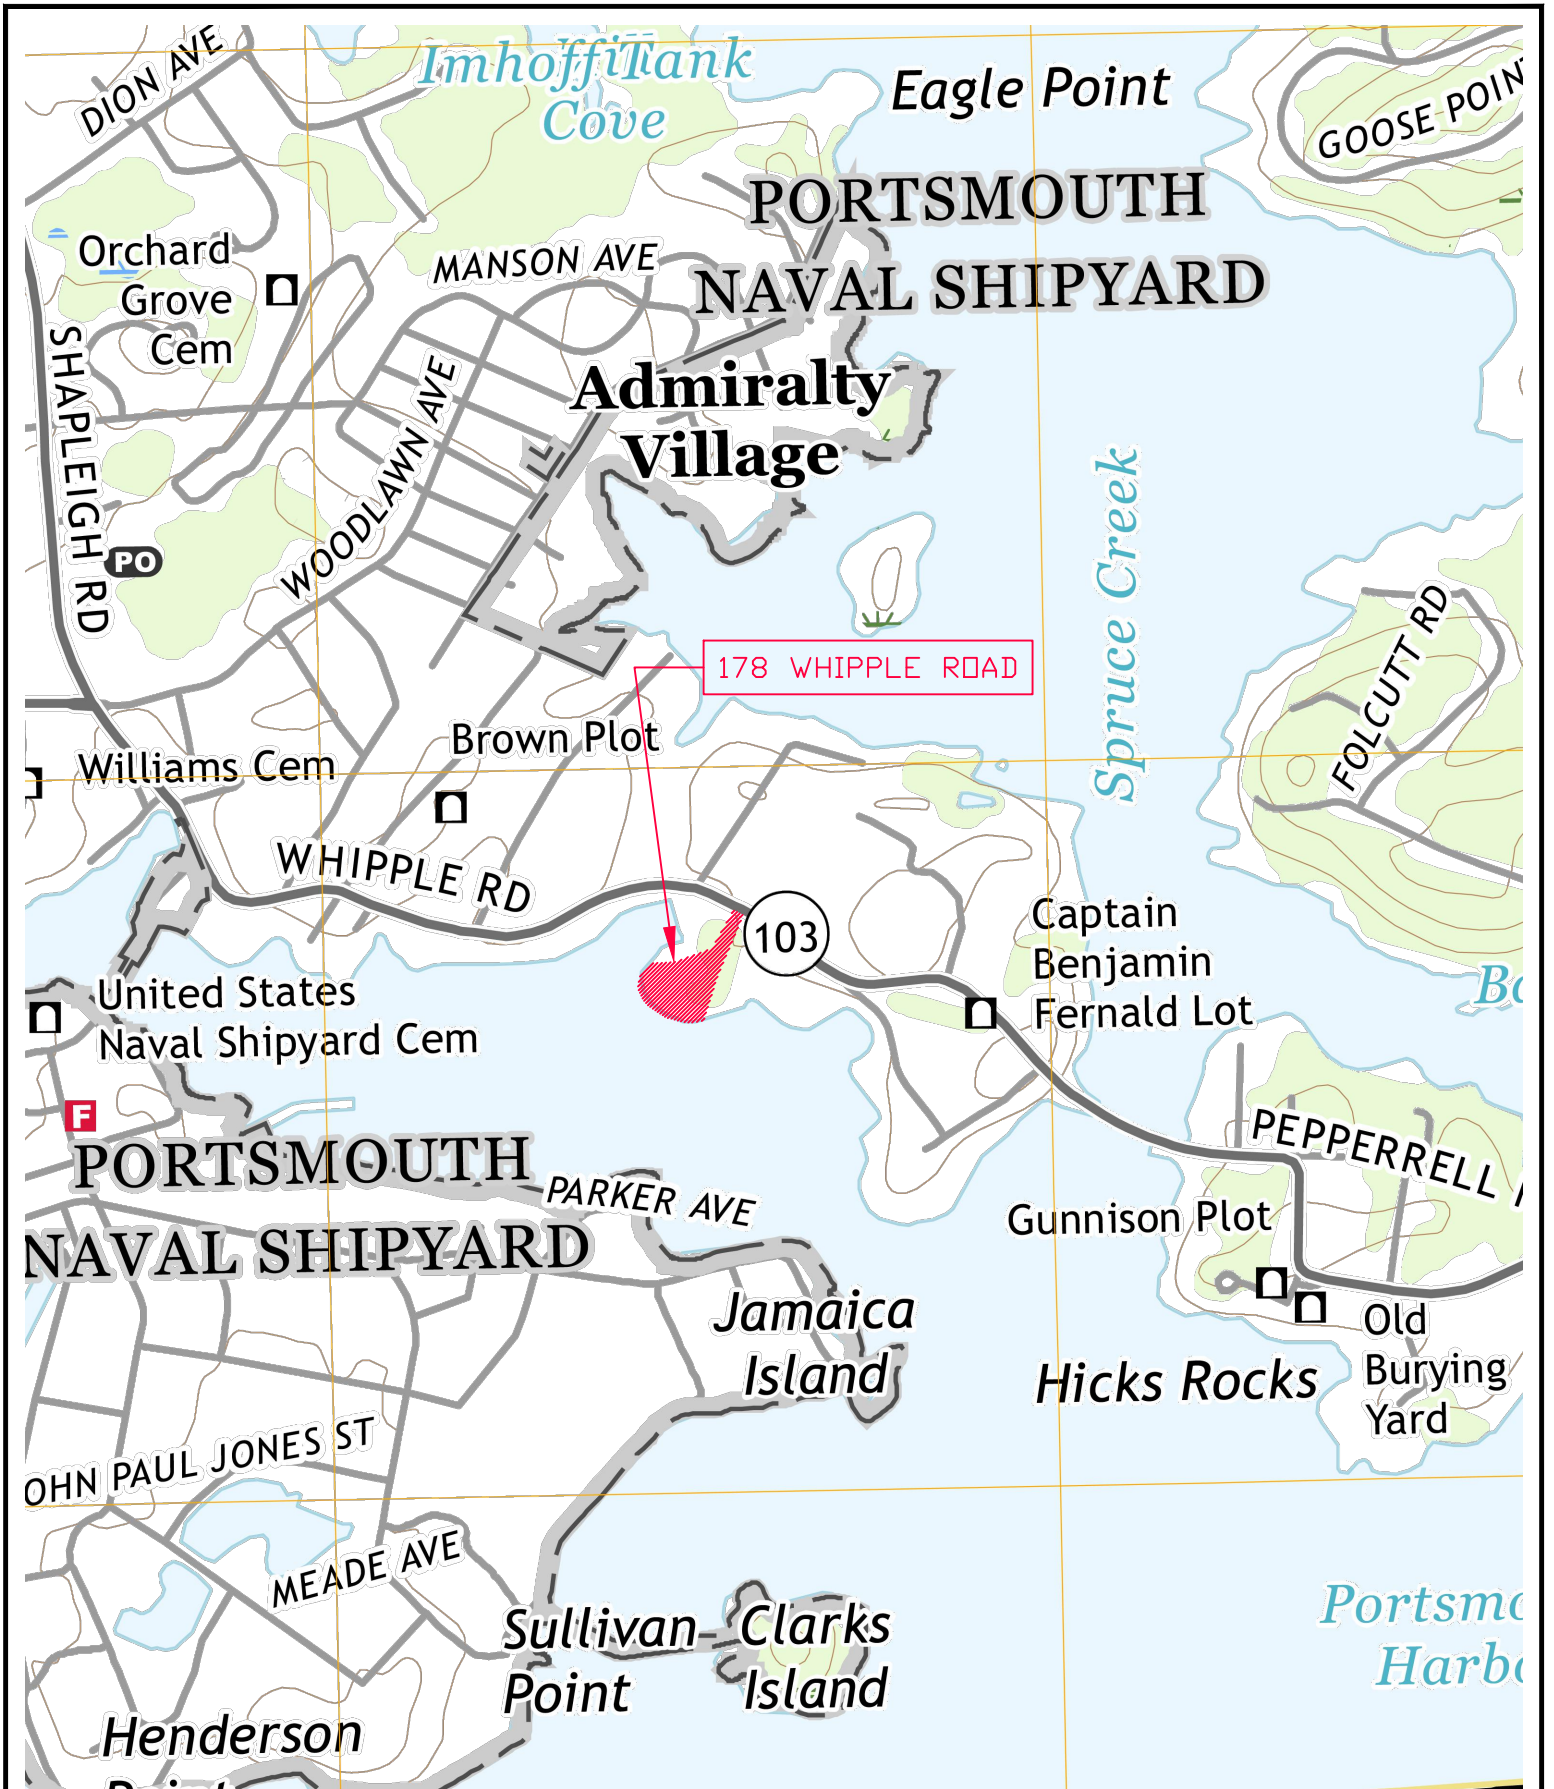 DION AVE
Imhoff Tank
Cove
Eagle Point
GOOSE POIN
PORTSMOUTH
NAVAL SHIPYARD
Orchard
Grove
Cem
MANSON AVE
SHAPLEIGH RD
WOODLAWN AVE
Admiralty
Village
PO
Spruce Creek
FOLCUTT RD
178 WHIPPLE ROAD
Brown Plot
Williams Cem
WHIPPLE RD
103
Captain
Benjamin
Fernald Lot
United States
Naval Shipyard Cem
F
PORTSMOUTH
NAVAL SHIPYARD
PARKER AVE
PEPPERRELL
Gunnison Plot
Jamaica
Island
Hicks Rocks
Old
Burying
Yard
OHN PAUL JONES ST
MEADE AVE
Sullivan
Point
Clarks
Island
Portsmo
Harbo
Henderson